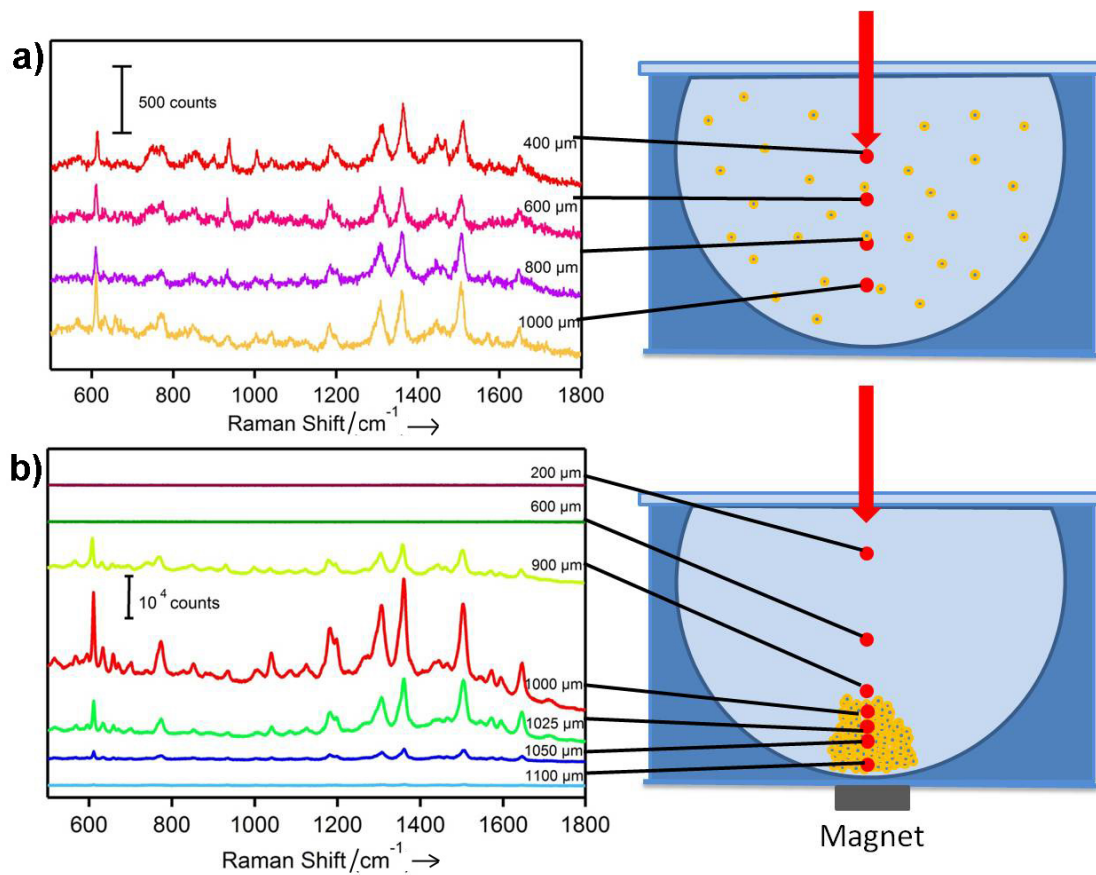 a)
500 counts
400 µm
600 µm
800 µm
1000 µm
600 800 1000 1200 1400 1600 1800
Raman Shift/cm⁻¹ →
b)
200 µm
600 µm
900 µm
10⁴ counts
1000 µm
1025 µm
1050 µm
1100 µm
600 800 1000 1200 1400 1600 1800
Raman Shift/cm⁻¹ →
Magnet